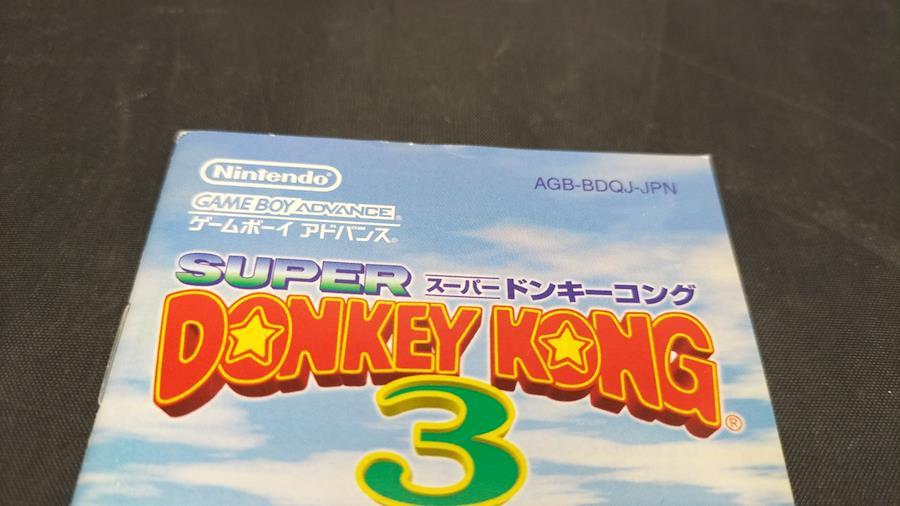 Nintendo
AGB-BDQJ-JPN
GAME BOY ADVANCE®
ゲームボーイ アドバンス®
SUPER スーパードンキーコング
DONKEY KONG®
3